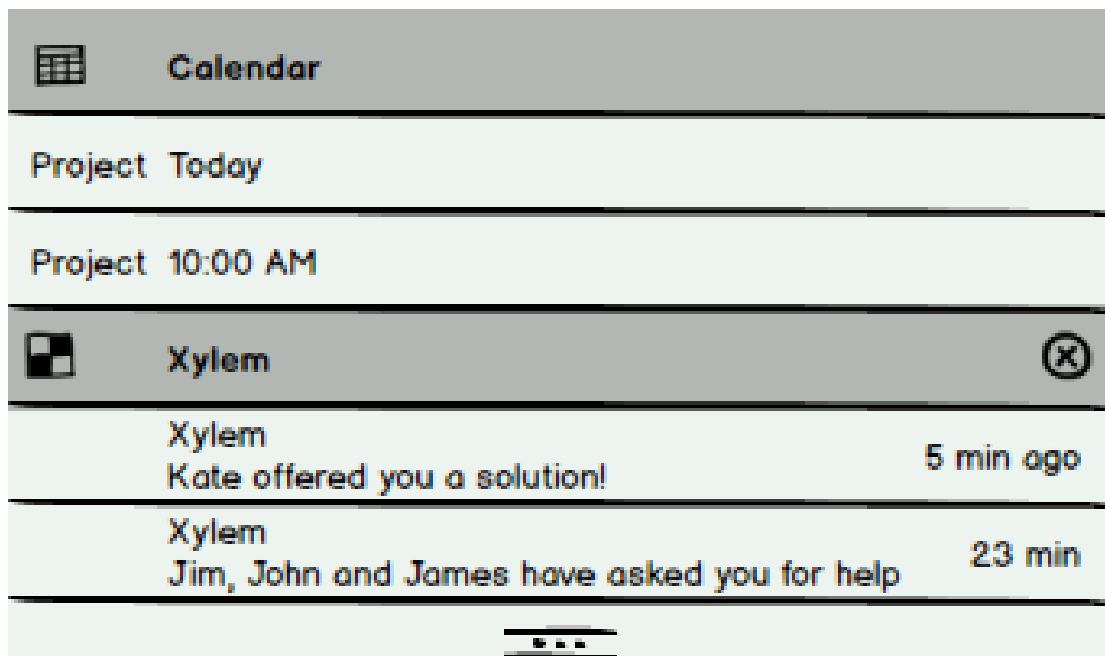 Calendar
Project Today
Project 10:00 AM
Xylem
Xylem
Kate offered you a solution!
5 min ago
Xylem
Jim, John and James have asked you for help
23 min